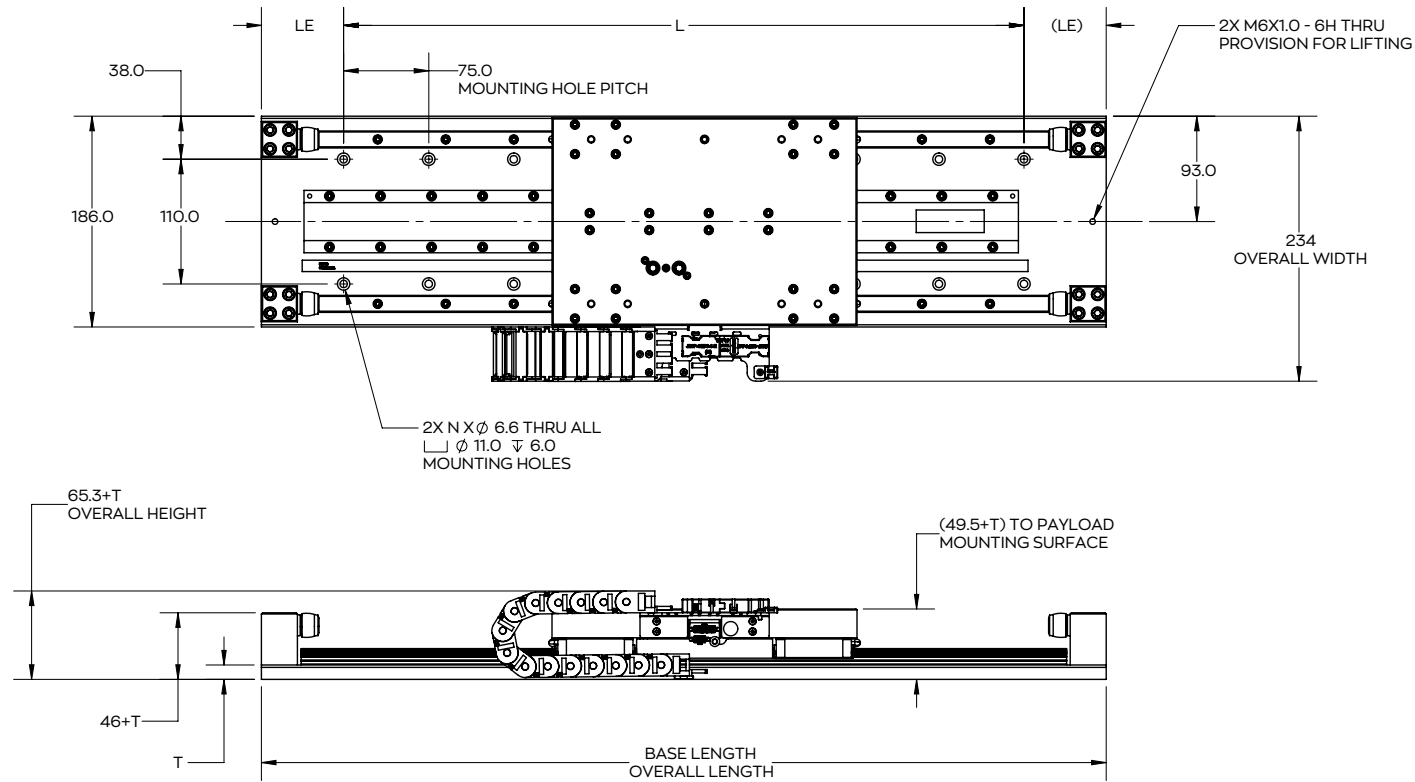 LE
L
(LE)
2X M6X1.0 - 6H THRU
PROVISION FOR LIFTING
38.0
75.0
MOUNTING HOLE PITCH
93.0
186.0
110.0
234
OVERALL WIDTH
2X N X Ø 6.6 THRU ALL
⌴ Ø 11.0 ↧ 6.0
MOUNTING HOLES
65.3+T
OVERALL HEIGHT
(49.5+T) TO PAYLOAD
MOUNTING SURFACE
46+T
T
BASE LENGTH
OVERALL LENGTH